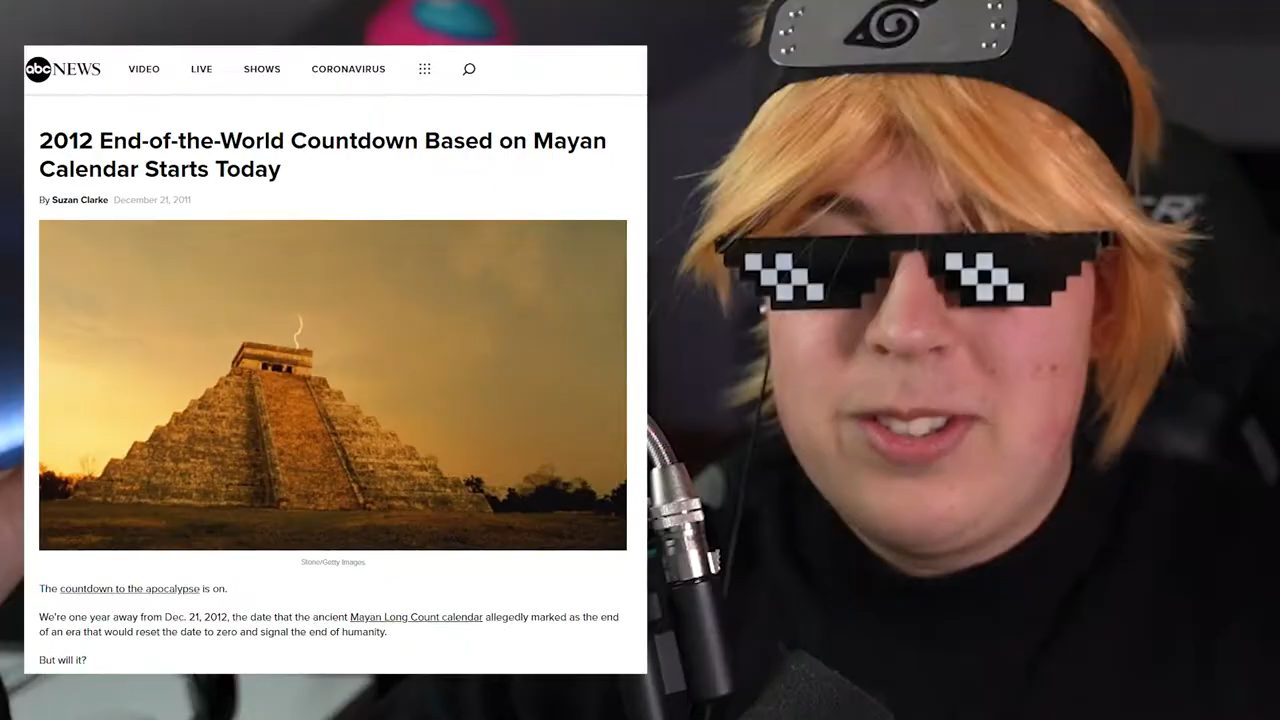 abc NEWS VIDEO LIVE SHOWS CORONAVIRUS
2012 End-of-the-World Countdown Based on Mayan
Calendar Starts Today
By Suzan Clarke December 21, 2011
Stone/Getty Images
The countdown to the apocalypse is on.
We're one year away from Dec. 21, 2012, the date that the ancient Mayan Long Count calendar allegedly marked as the end
of an era that would reset the date to zero and signal the end of humanity.
But will it?